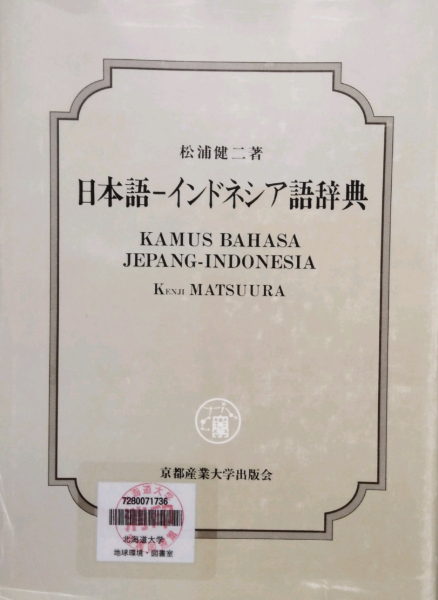 松浦健二著
日本語-インドネシア語辞典
KAMUS BAHASA
JEPANG-INDONESIA
KENJI MATSUURA
京都産業大学出版会
7280071736
北海道大学
地球環境・図書室